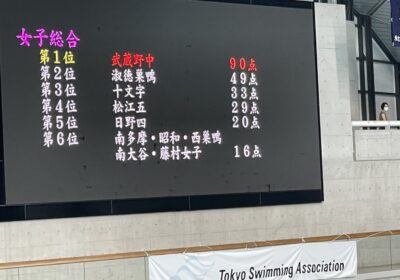 女子総合
第1位 武蔵野中 90点
第2位 淑徳巣鴨 49点
第3位 十文字 33点
第4位 松江五 29点
第5位 日野四 20点
第6位 南多摩・昭和・西巣鴨
南大谷・藤村女子 16点
Tokyo Swimming Association